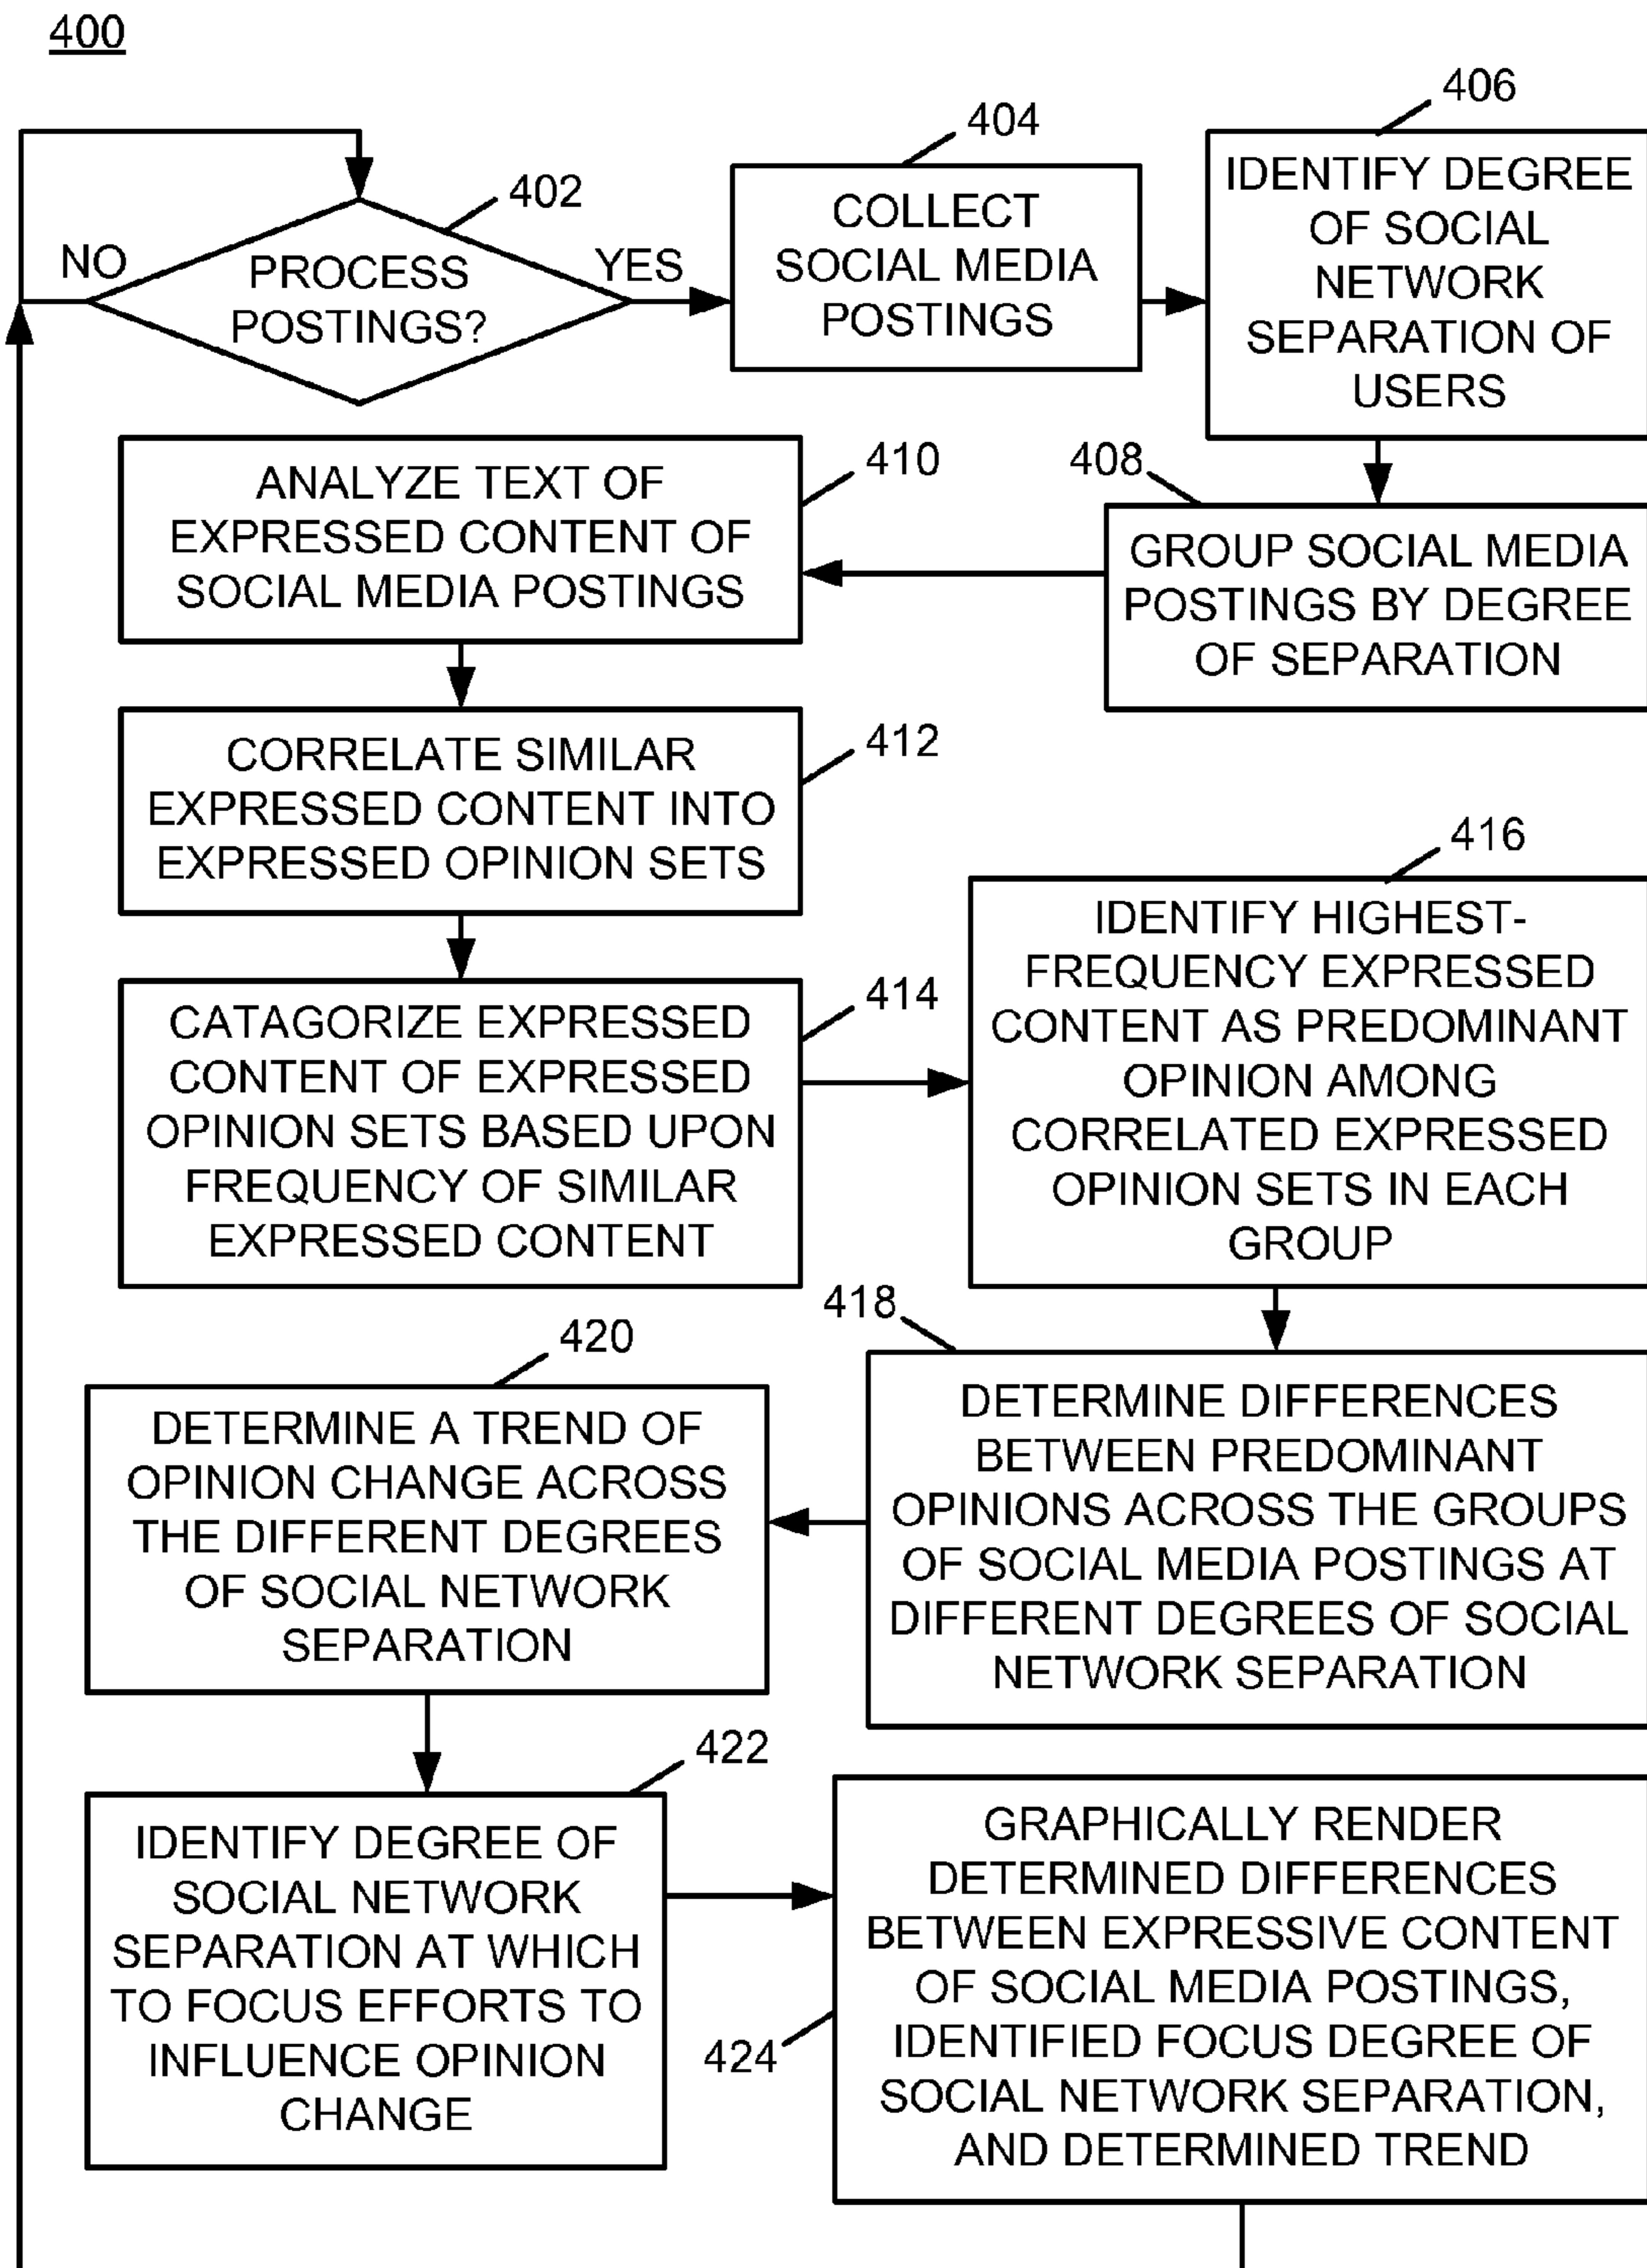 400
402
PROCESS
POSTINGS?
NO
YES
404
COLLECT
SOCIAL MEDIA
POSTINGS
406
IDENTIFY DEGREE
OF SOCIAL
NETWORK
SEPARATION OF
USERS
408
GROUP SOCIAL MEDIA
POSTINGS BY DEGREE
OF SEPARATION
410
ANALYZE TEXT OF
EXPRESSED CONTENT OF
SOCIAL MEDIA POSTINGS
412
CORRELATE SIMILAR
EXPRESSED CONTENT INTO
EXPRESSED OPINION SETS
414
CATAGORIZE EXPRESSED
CONTENT OF EXPRESSED
OPINION SETS BASED UPON
FREQUENCY OF SIMILAR
EXPRESSED CONTENT
416
IDENTIFY HIGHEST-
FREQUENCY EXPRESSED
CONTENT AS PREDOMINANT
OPINION AMONG
CORRELATED EXPRESSED
OPINION SETS IN EACH
GROUP
418
DETERMINE DIFFERENCES
BETWEEN PREDOMINANT
OPINIONS ACROSS THE GROUPS
OF SOCIAL MEDIA POSTINGS AT
DIFFERENT DEGREES OF SOCIAL
NETWORK SEPARATION
420
DETERMINE A TREND OF
OPINION CHANGE ACROSS
THE DIFFERENT DEGREES
OF SOCIAL NETWORK
SEPARATION
422
IDENTIFY DEGREE OF
SOCIAL NETWORK
SEPARATION AT WHICH
TO FOCUS EFFORTS TO
INFLUENCE OPINION
CHANGE
424
GRAPHICALLY RENDER
DETERMINED DIFFERENCES
BETWEEN EXPRESSIVE CONTENT
OF SOCIAL MEDIA POSTINGS,
IDENTIFIED FOCUS DEGREE OF
SOCIAL NETWORK SEPARATION,
AND DETERMINED TREND